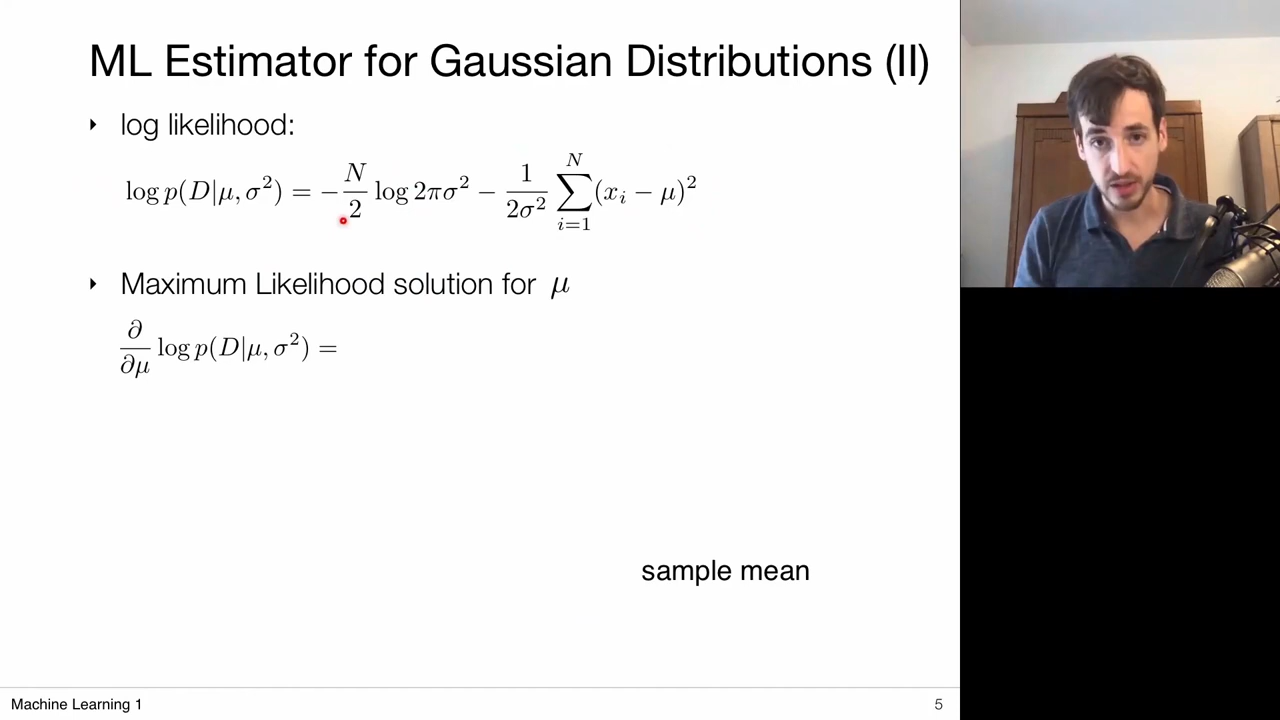 ML Estimator for Gaussian Distributions (II)
‣ log likelihood:
log p(D|μ, σ²) = −N/2 log 2πσ² − 1/(2σ²) ∑_{i=1}^{N} (x_i − μ)²
‣ Maximum Likelihood solution for μ
∂/∂μ log p(D|μ, σ²) =
sample mean
Machine Learning 1
5